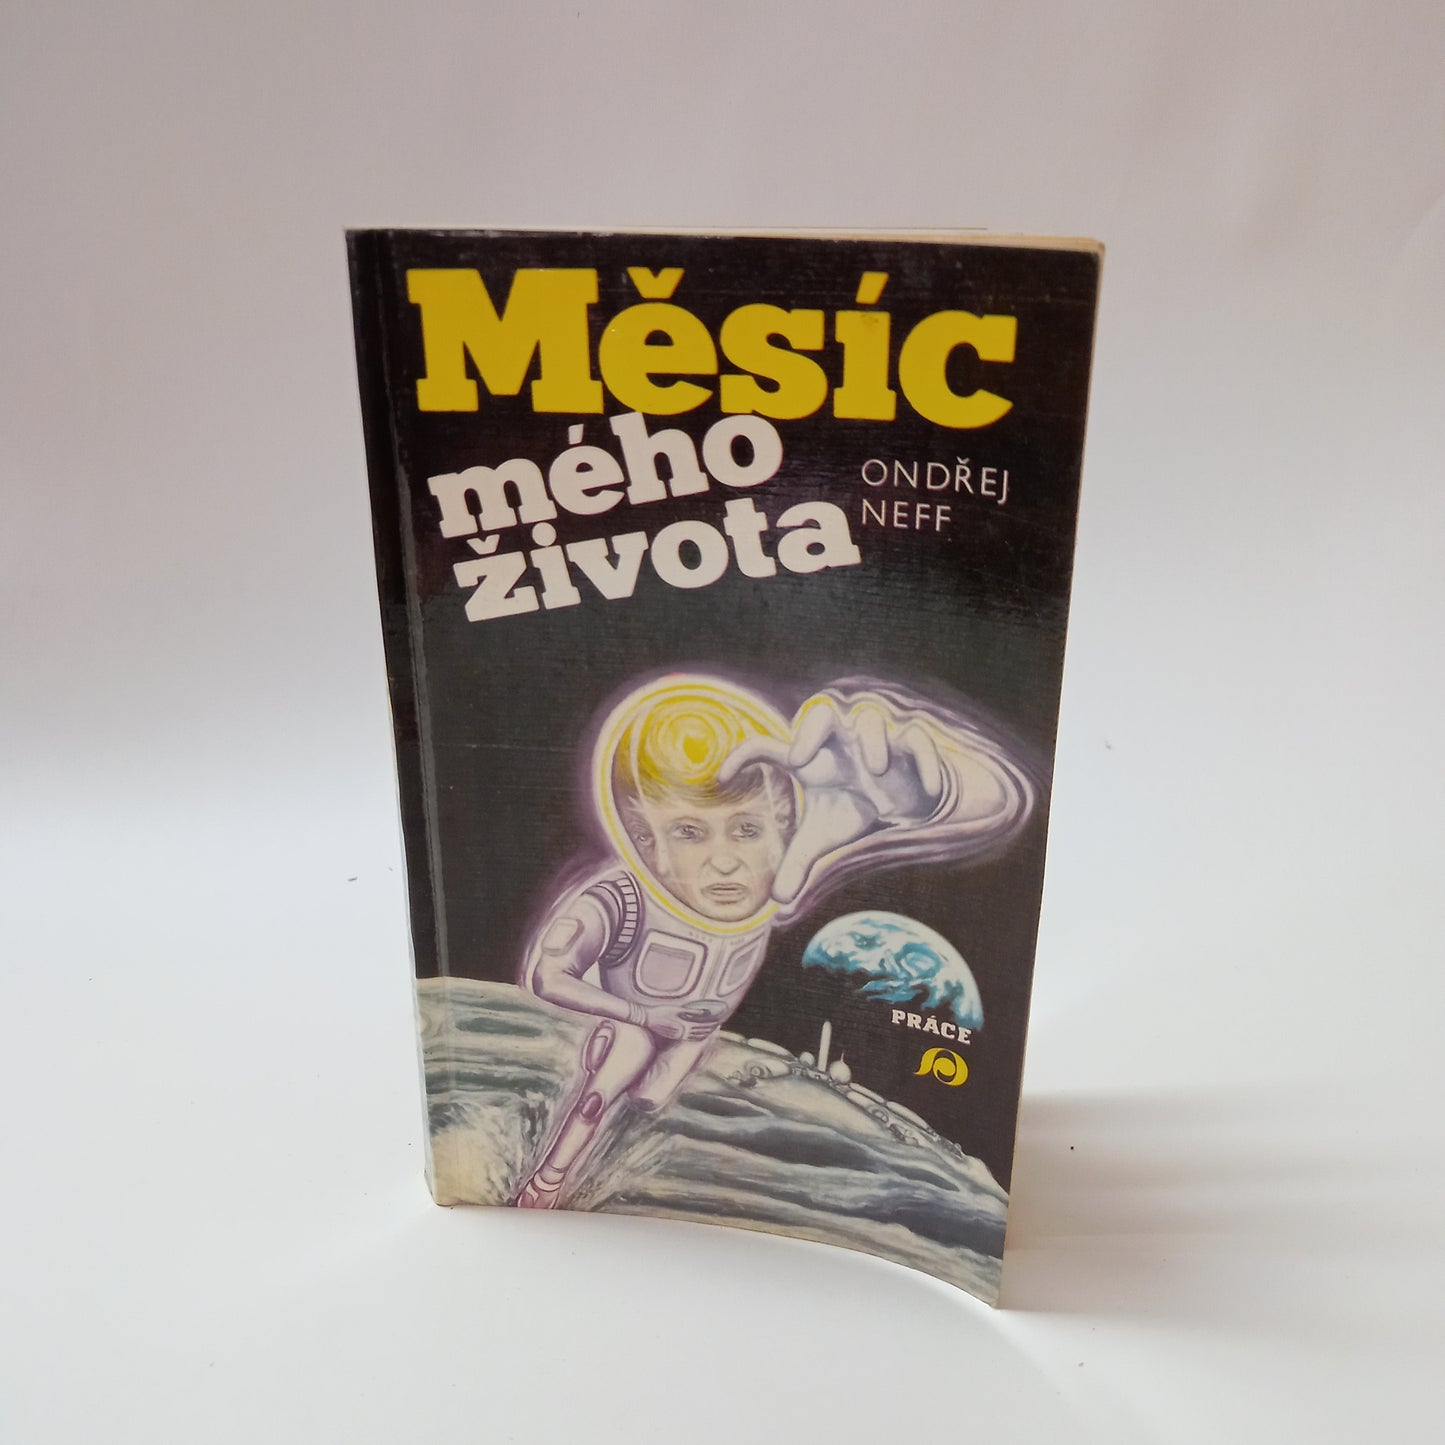 Měsíc
mého
života
ONDŘEJ
NEFF
PRÁCE